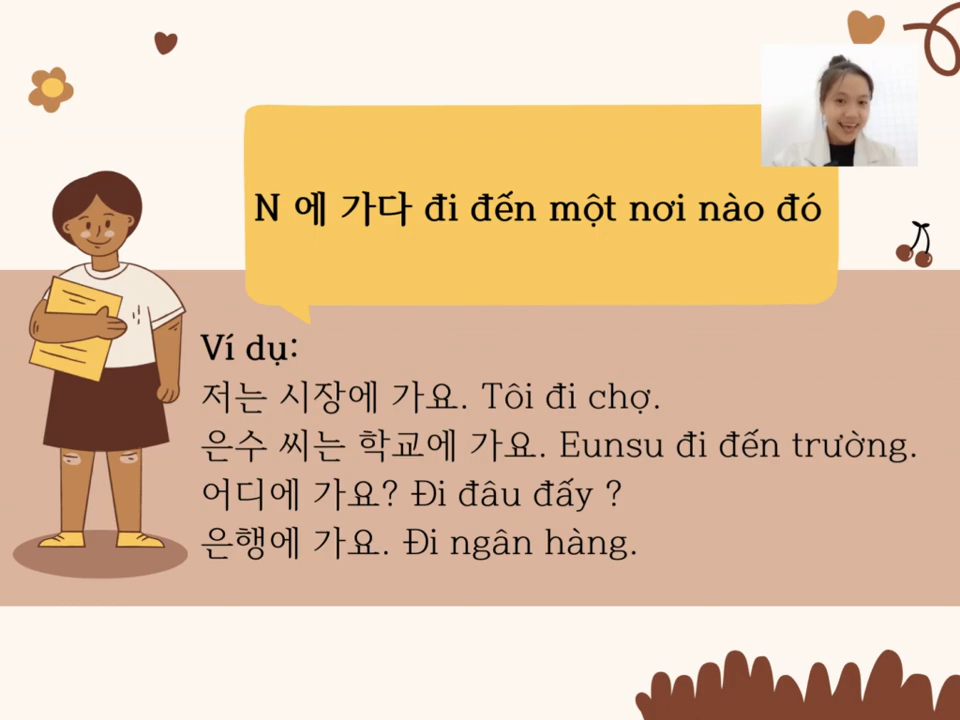 N 에 가다 đi đến một nơi nào đó
Ví dụ:
저는 시장에 가요. Tôi đi chợ.
은수 씨는 학교에 가요. Eunsu đi đến trường.
어디에 가요? Đi đâu đấy ?
은행에 가요. Đi ngân hàng.